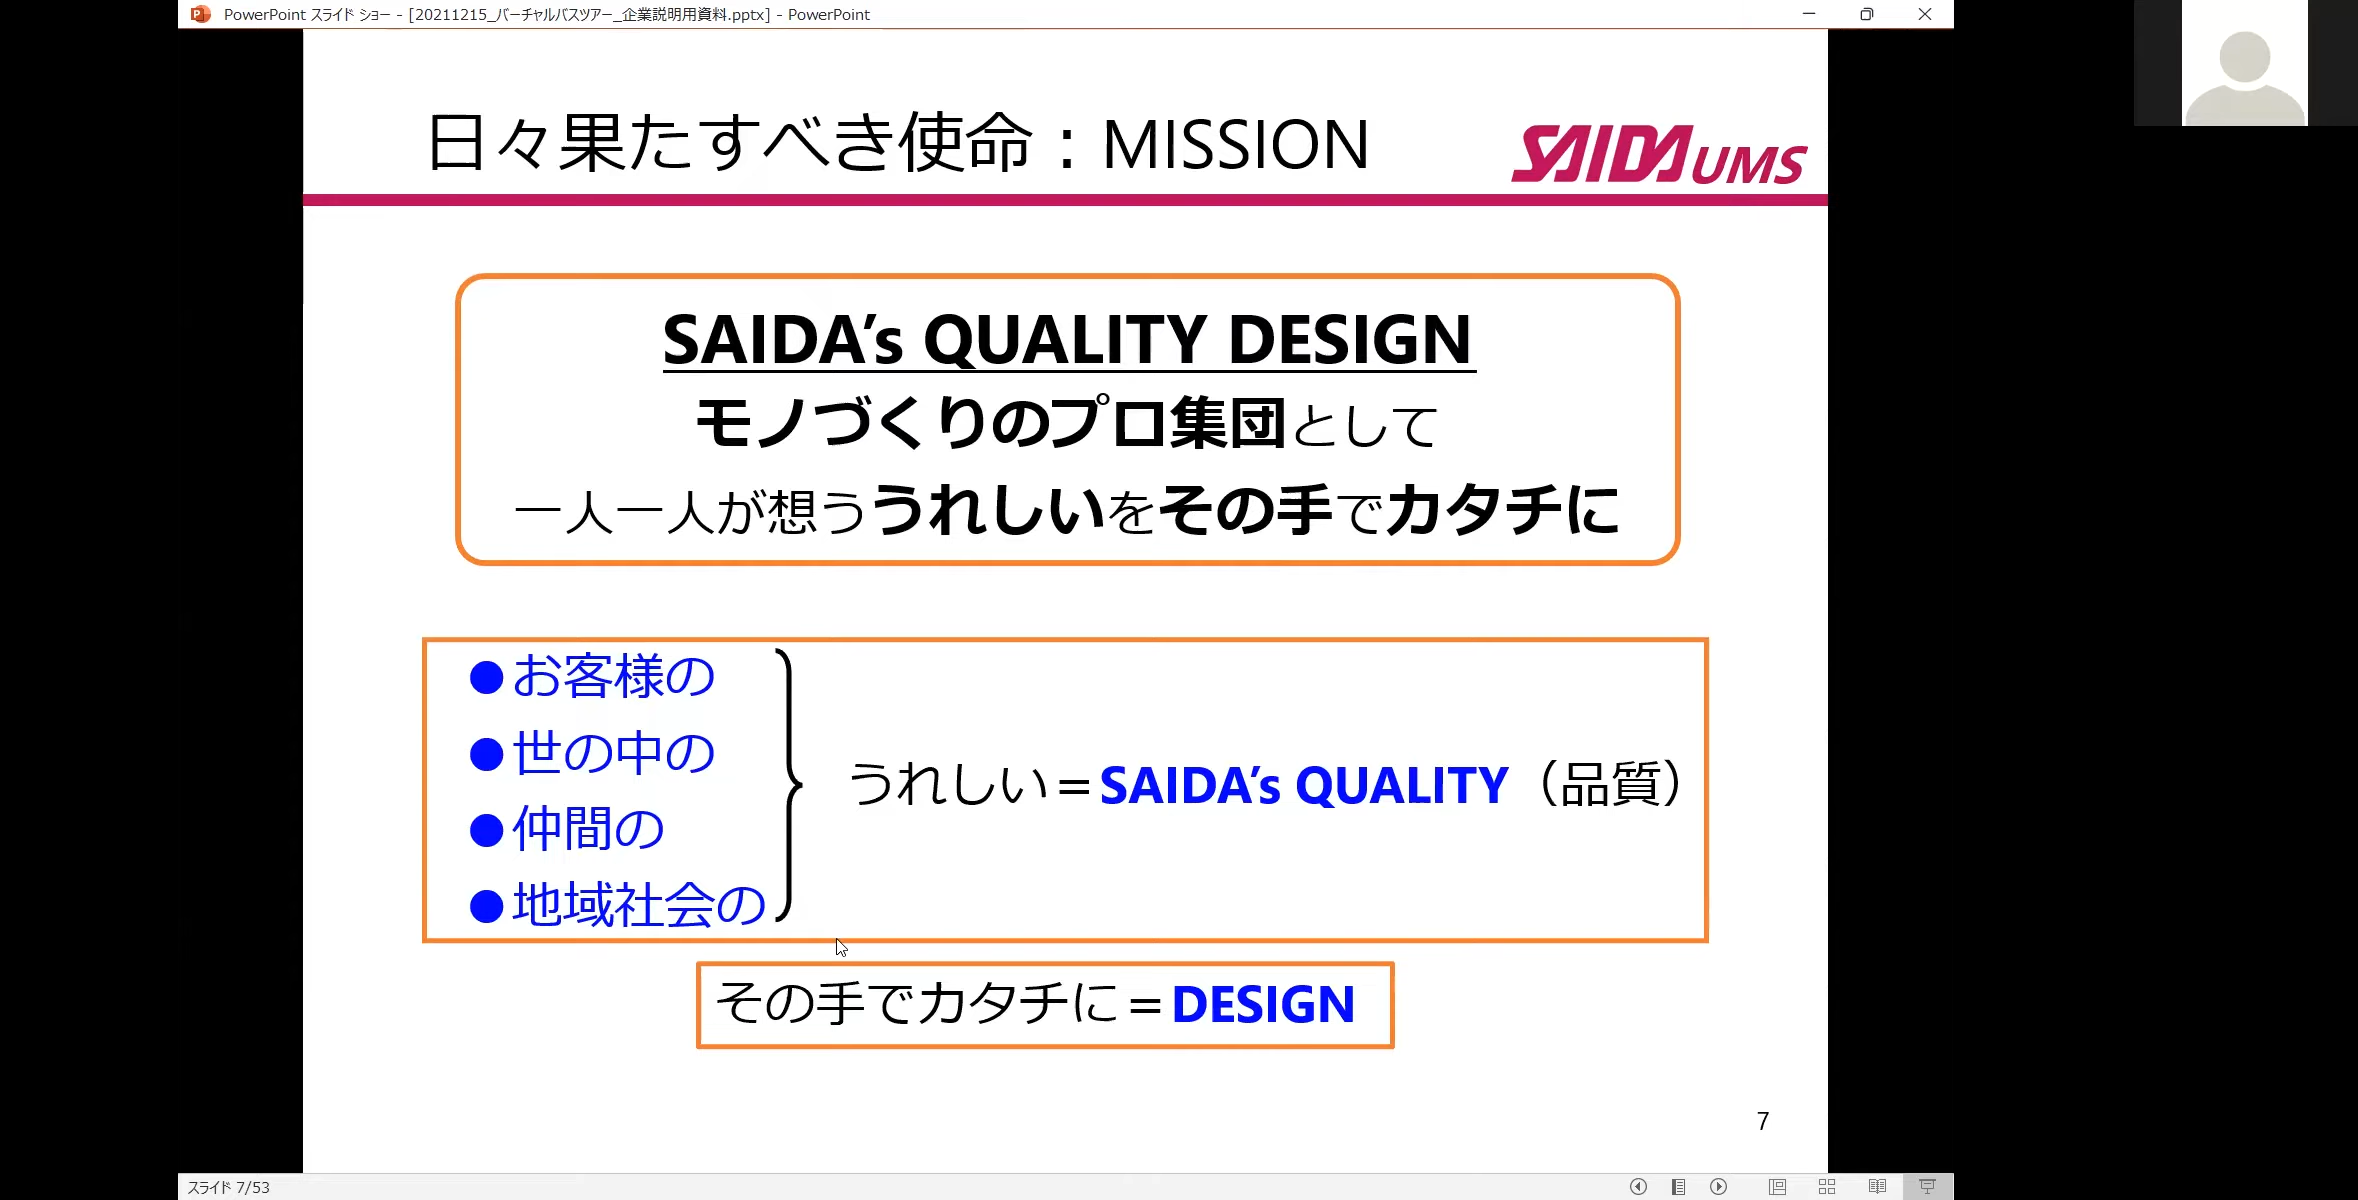 PowerPoint スライド ショー - [20211215_バーチャルバスツアー_企業説明用資料.pptx] - PowerPoint
日々果たすべき使命：MISSION
SAIDA UMS
SAIDA’s QUALITY DESIGN
モノづくりのプロ集団として
一人一人が想ううれしいをその手でカタチに
●お客様の
●世の中の
●仲間の
●地域社会の
うれしい＝SAIDA’s QUALITY（品質）
その手でカタチに＝DESIGN
7
スライド 7/53